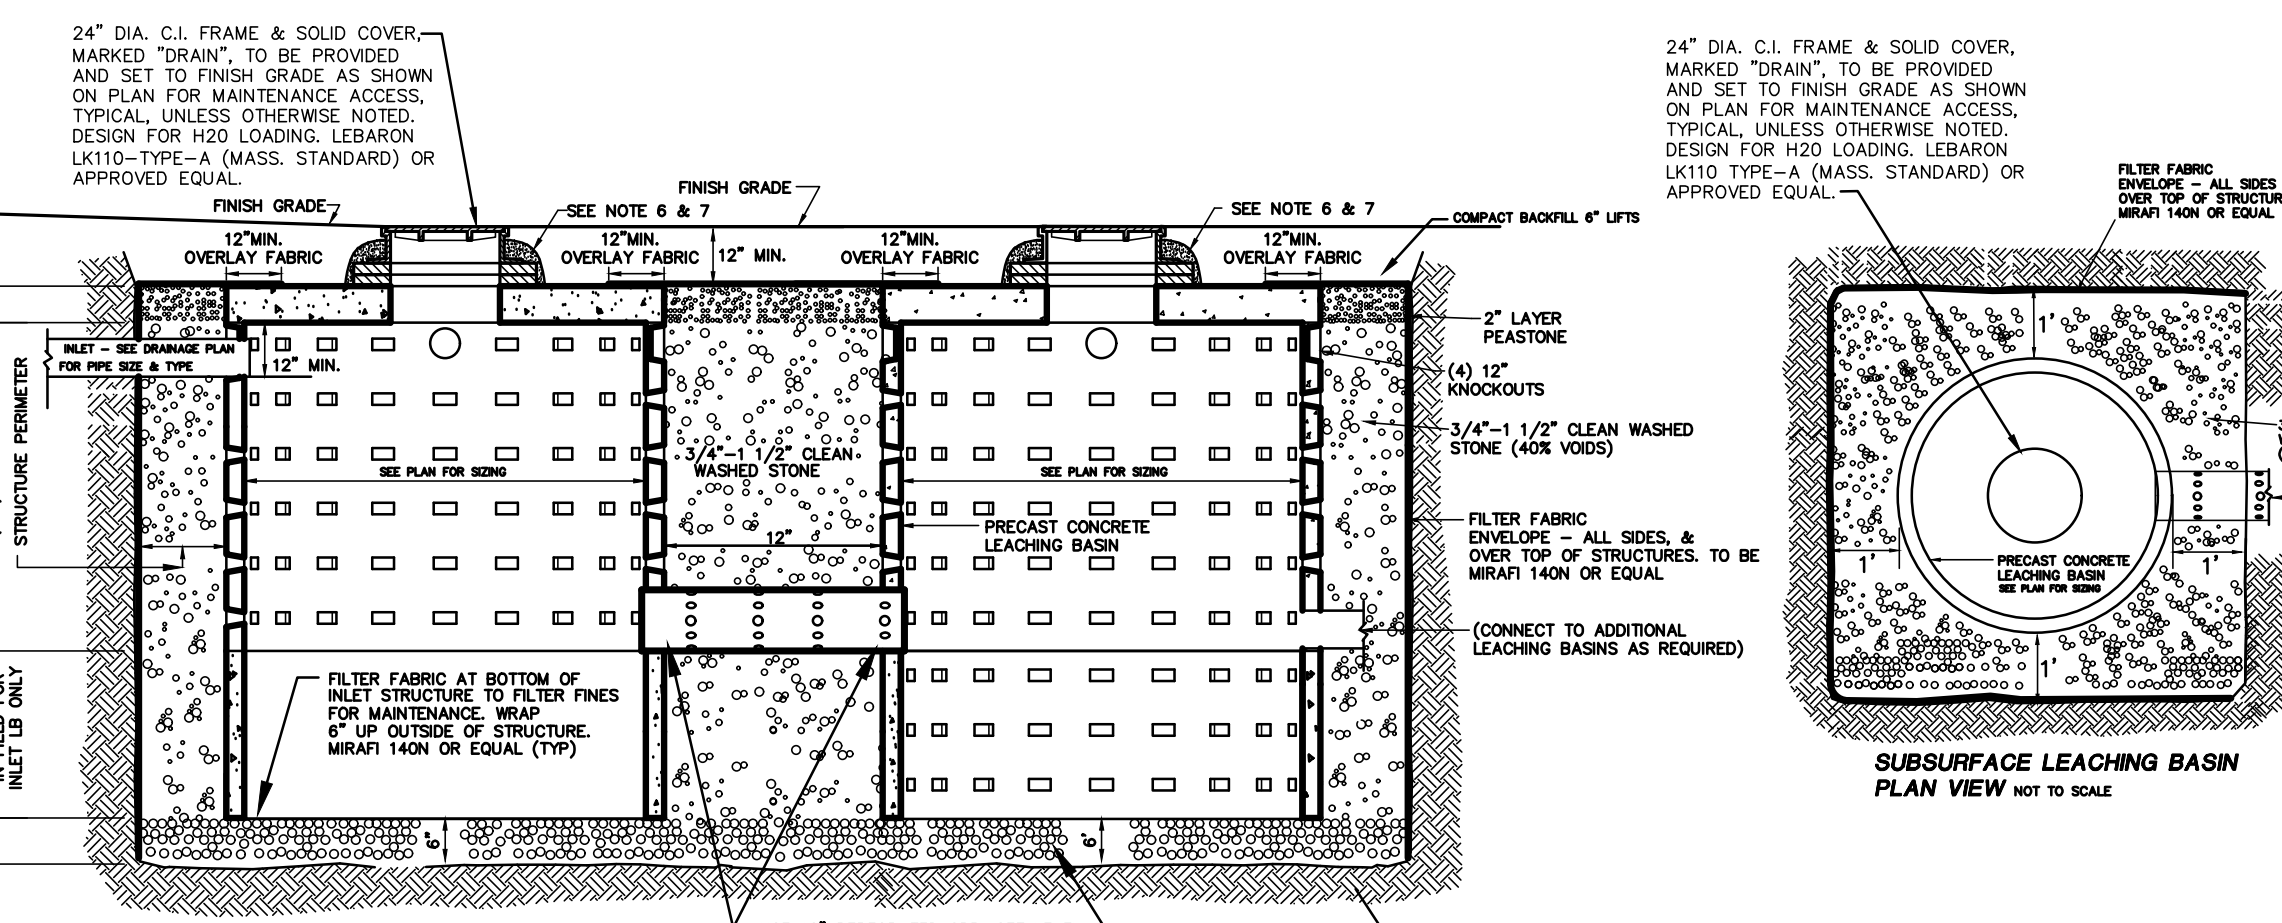 24" DIA. C.I. FRAME & SOLID COVER,
MARKED "DRAIN", TO BE PROVIDED
AND SET TO FINISH GRADE AS SHOWN
ON PLAN FOR MAINTENANCE ACCESS,
TYPICAL, UNLESS OTHERWISE NOTED.
DESIGN FOR H20 LOADING. LEBARON
LK110-TYPE-A (MASS. STANDARD) OR
APPROVED EQUAL.
24" DIA. C.I. FRAME & SOLID COVER,
MARKED "DRAIN", TO BE PROVIDED
AND SET TO FINISH GRADE AS SHOWN
ON PLAN FOR MAINTENANCE ACCESS,
TYPICAL, UNLESS OTHERWISE NOTED.
DESIGN FOR H20 LOADING. LEBARON
LK110 TYPE-A (MASS. STANDARD) OR
APPROVED EQUAL.
FILTER FABRIC
ENVELOPE - ALL SIDES
OVER TOP OF
MIRAFI 140N OR EQUAL
FINISH GRADE
FINISH GRADE
SEE NOTE 6 & 7
SEE NOTE 6 & 7
COMPACT BACKFILL 6" LIFTS
12"MIN.
OVERLAY FABRIC
12"MIN.
OVERLAY FABRIC
12" MIN.
12"MIN.
OVERLAY FABRIC
12"MIN.
OVERLAY FABRIC
INLET - SEE DRAINAGE PLAN
FOR PIPE SIZE & TYPE
12" MIN.
2" LAYER
PEASTONE
(4) 12"
KNOCKOUTS
3/4"-1 1/2" CLEAN WASHED
STONE (40% VOIDS)
STRUCTURE PERIMETER
SEE PLAN FOR SIZING
3/4"-1 1/2" CLEAN
WASHED STONE
SEE PLAN FOR SIZING
12"
PRECAST CONCRETE
LEACHING BASIN
FILTER FABRIC
ENVELOPE - ALL SIDES, &
OVER TOP OF STRUCTURES. TO BE
MIRAFI 140N OR EQUAL
(CONNECT TO ADDITIONAL
LEACHING BASINS AS REQUIRED)
INLET LB ONLY
FILTER FABRIC AT BOTTOM OF
INLET STRUCTURE TO FILTER FINES
FOR MAINTENANCE. WRAP
6" UP OUTSIDE OF STRUCTURE.
MIRAFI 140N OR EQUAL (TYP)
6"
6'
1'
1'
1'
PRECAST CONCRETE
LEACHING BASIN
SEE PLAN FOR SIZING
1'
SUBSURFACE LEACHING BASIN
PLAN VIEW NOT TO SCALE